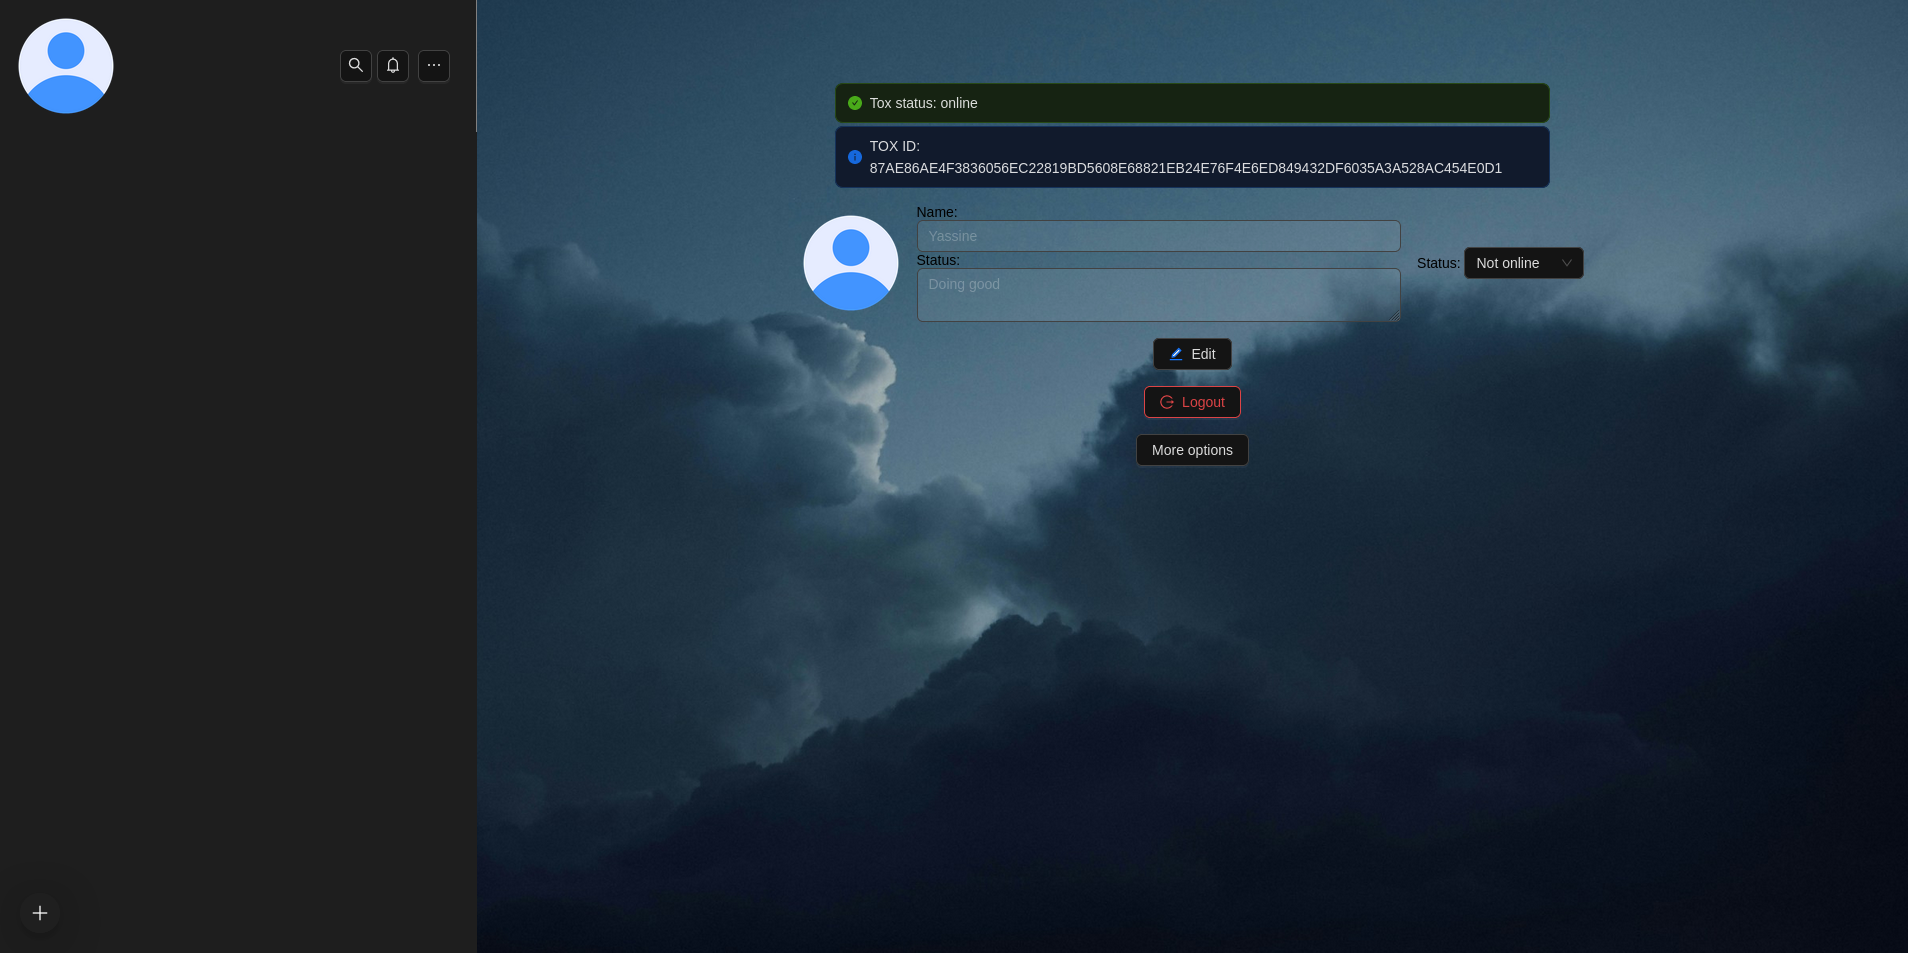 Tox status: online
TOX ID:
87AE86AE4F3836056EC22819BD5608E68821EB24E76F4E6ED849432DF6035A3A528AC454E0D1
Name:
Yassine
Status:
Doing good
Status: Not online
Edit
Logout
More options